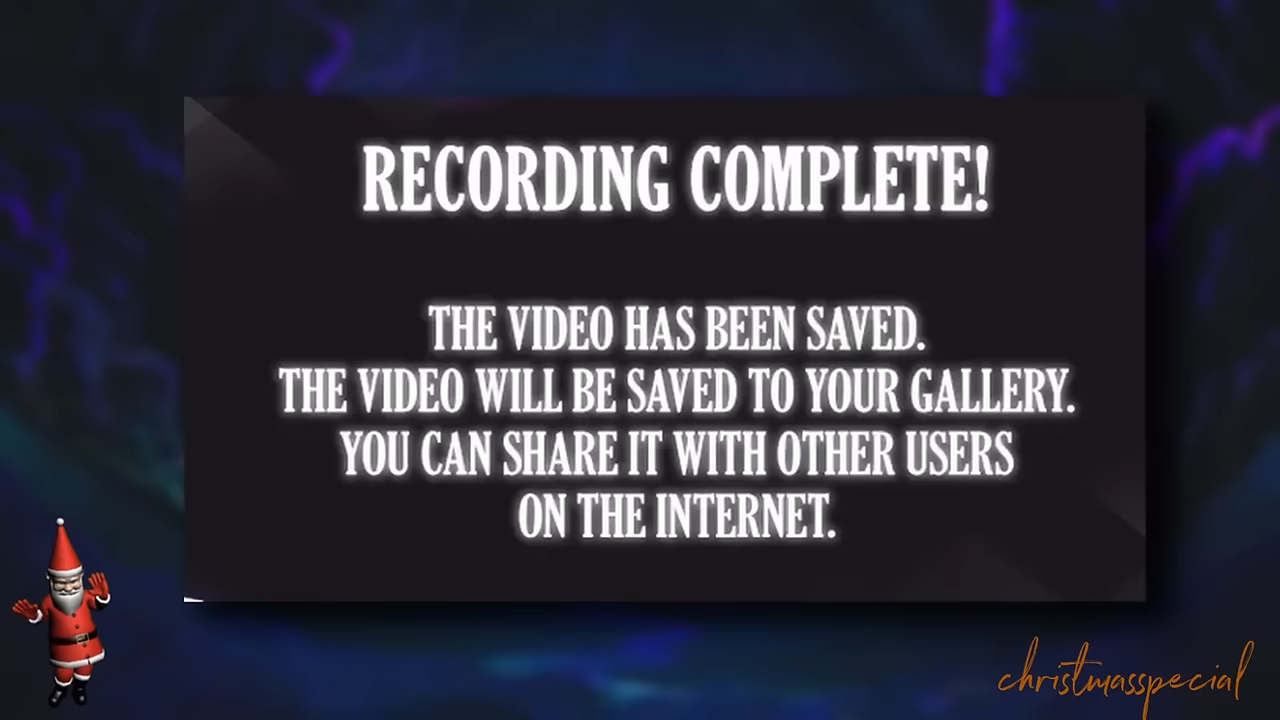 RECORDING COMPLETE!
THE VIDEO HAS BEEN SAVED.
THE VIDEO WILL BE SAVED TO YOUR GALLERY.
YOU CAN SHARE IT WITH OTHER USERS
ON THE INTERNET.
christmasspecial